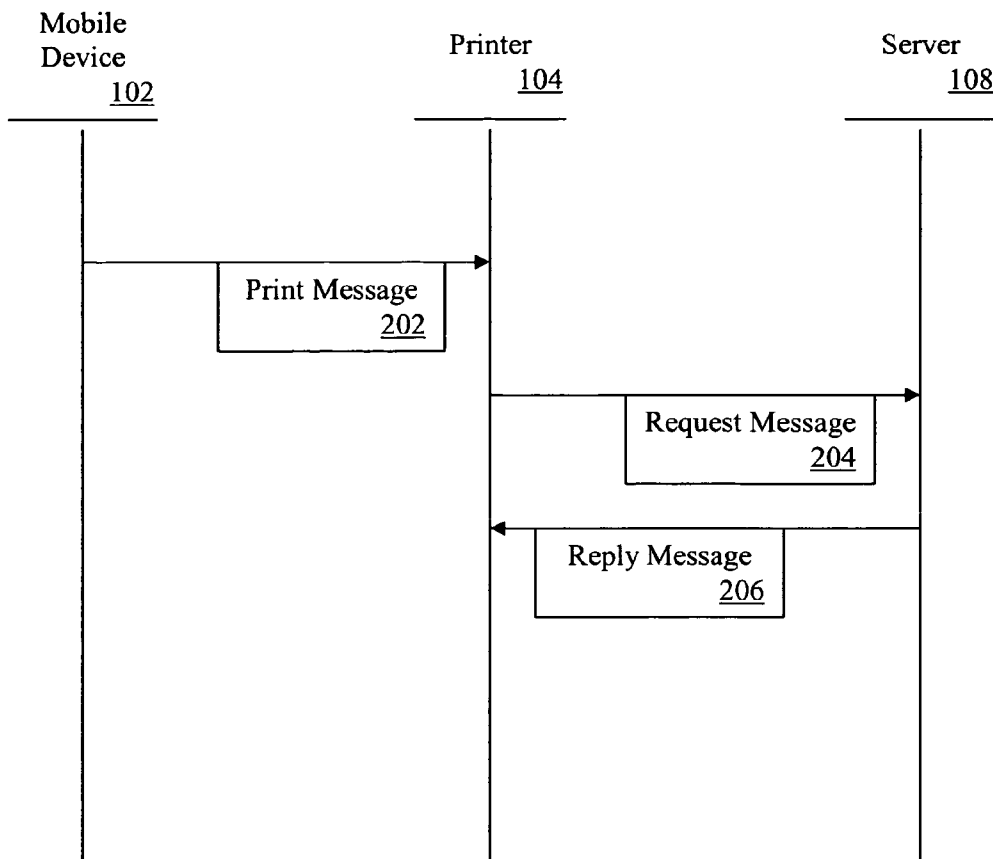 Mobile
Device
102
Printer
104
Server
108
Print Message
202
Request Message
204
Reply Message
206